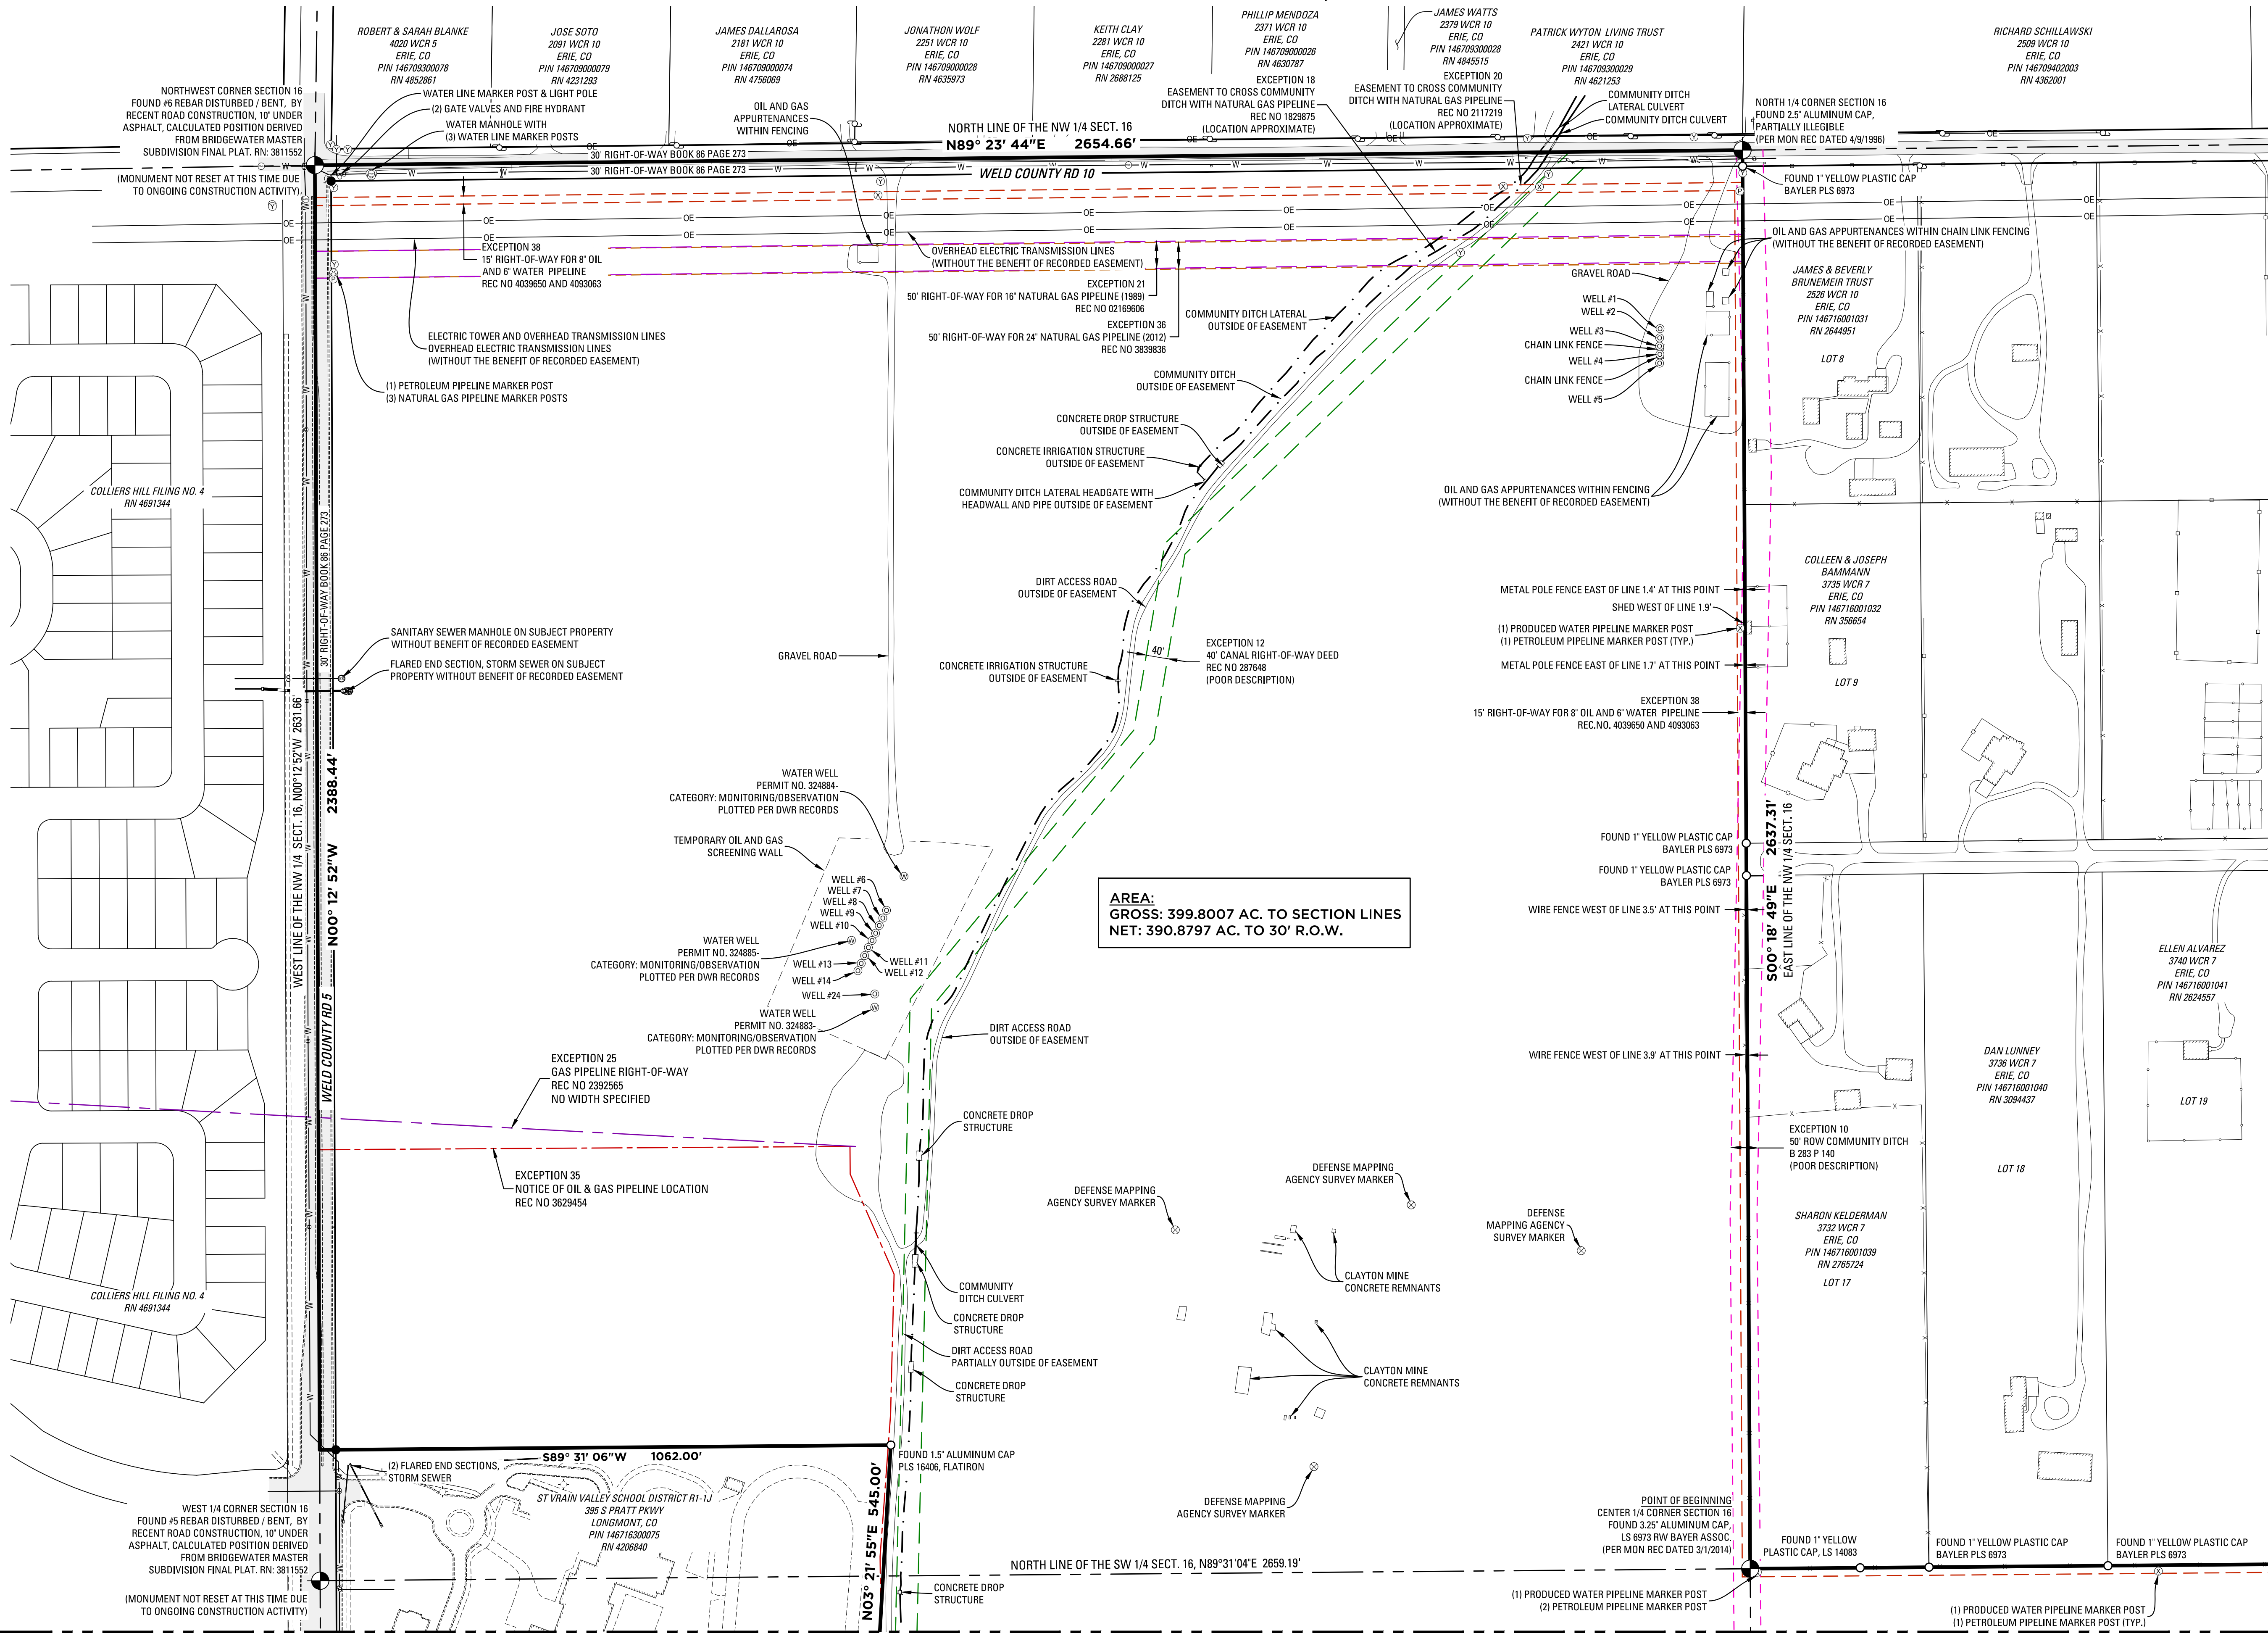 ROBERT & SARAH BLANKE
4020 WCR 5
ERIE, CO
PIN 146709300078
RN 4852861
JOSE SOTO
2091 WCR 10
ERIE, CO
PIN 146709000079
RN 4231293
JAMES DALLAROSA
2181 WCR 10
ERIE, CO
PIN 146709000074
RN 4756069
JONATHON WOLF
2251 WCR 10
ERIE, CO
PIN 146709000028
RN 4635973
KEITH CLAY
2281 WCR 10
ERIE, CO
PIN 146709000027
RN 2688125
PHILLIP MENDOZA
2371 WCR 10
ERIE, CO
PIN 146709000026
RN 4630787
JAMES WATTS
2379 WCR 10
ERIE, CO
PIN 146709300028
RN 4845515
PATRICK WYTON LIVING TRUST
2421 WCR 10
ERIE, CO
PIN 146709300029
RN 4621253
RICHARD SCHILLAWSKI
2509 WCR 10
ERIE, CO
PIN 146709402003
RN 4362001
NORTHWEST CORNER SECTION 16
FOUND #6 REBAR DISTURBED / BENT, BY
RECENT ROAD CONSTRUCTION, 10" UNDER
ASPHALT, CALCULATED POSITION DERIVED
FROM BRIDGEWATER MASTER
SUBDIVISION FINAL PLAT. RN: 3811552
(MONUMENT NOT RESET AT THIS TIME DUE
TO ONGOING CONSTRUCTION ACTIVITY)
WATER LINE MARKER POST & LIGHT POLE
(2) GATE VALVES AND FIRE HYDRANT
WATER MANHOLE WITH
(3) WATER LINE MARKER POSTS
OIL AND GAS
APPURTENANCES
WITHIN FENCING
NORTH LINE OF THE NW 1/4 SECT. 16
N89° 23' 44"E 2654.66'
30' RIGHT-OF-WAY BOOK 86 PAGE 273
30' RIGHT-OF-WAY BOOK 86 PAGE 273
WELD COUNTY RD 10
EXCEPTION 18
EASEMENT TO CROSS COMMUNITY
DITCH WITH NATURAL GAS PIPELINE
REC NO 1829875
(LOCATION APPROXIMATE)
EXCEPTION 20
EASEMENT TO CROSS COMMUNITY
DITCH WITH NATURAL GAS PIPELINE
REC NO 2117219
(LOCATION APPROXIMATE)
COMMUNITY DITCH
LATERAL CULVERT
COMMUNITY DITCH CULVERT
NORTH 1/4 CORNER SECTION 16
FOUND 2.5" ALUMINUM CAP,
PARTIALLY ILLEGIBLE
(PER MON REC DATED 4/9/1996)
FOUND 1" YELLOW PLASTIC CAP
BAYLER PLS 6973
EXCEPTION 38
15' RIGHT-OF-WAY FOR 8" OIL
AND 6" WATER PIPELINE
REC NO 4039650 AND 4093063
OVERHEAD ELECTRIC TRANSMISSION LINES
(WITHOUT THE BENEFIT OF RECORDED EASEMENT)
EXCEPTION 21
50' RIGHT-OF-WAY FOR 16" NATURAL GAS PIPELINE (1989)
REC NO 02169606
EXCEPTION 36
50' RIGHT-OF-WAY FOR 24" NATURAL GAS PIPELINE (2012)
REC NO 3839836
ELECTRIC TOWER AND OVERHEAD TRANSMISSION LINES
OVERHEAD ELECTRIC TRANSMISSION LINES
(WITHOUT THE BENEFIT OF RECORDED EASEMENT)
(1) PETROLEUM PIPELINE MARKER POST
(3) NATURAL GAS PIPELINE MARKER POSTS
COMMUNITY DITCH LATERAL
OUTSIDE OF EASEMENT
COMMUNITY DITCH
OUTSIDE OF EASEMENT
CONCRETE DROP STRUCTURE
OUTSIDE OF EASEMENT
CONCRETE IRRIGATION STRUCTURE
OUTSIDE OF EASEMENT
COMMUNITY DITCH LATERAL HEADGATE WITH
HEADWALL AND PIPE OUTSIDE OF EASEMENT
OIL AND GAS APPURTENANCES WITHIN CHAIN LINK FENCING
(WITHOUT THE BENEFIT OF RECORDED EASEMENT)
GRAVEL ROAD
WELL #1
WELL #2
WELL #3
CHAIN LINK FENCE
WELL #4
CHAIN LINK FENCE
WELL #5
OIL AND GAS APPURTENANCES WITHIN FENCING
(WITHOUT THE BENEFIT OF RECORDED EASEMENT)
JAMES & BEVERLY
BRUNEMEIR TRUST
2526 WCR 10
ERIE, CO
PIN 146716001031
RN 2644951
LOT 8
COLLIERS HILL FILING NO. 4
RN 4691344
30' RIGHT-OF-WAY BOOK 86 PAGE 273
SANITARY SEWER MANHOLE ON SUBJECT PROPERTY
WITHOUT BENEFIT OF RECORDED EASEMENT
FLARED END SECTION, STORM SEWER ON SUBJECT
PROPERTY WITHOUT BENEFIT OF RECORDED EASEMENT
GRAVEL ROAD
DIRT ACCESS ROAD
OUTSIDE OF EASEMENT
CONCRETE IRRIGATION STRUCTURE
OUTSIDE OF EASEMENT
40'
EXCEPTION 12
40' CANAL RIGHT-OF-WAY DEED
REC NO 287648
(POOR DESCRIPTION)
METAL POLE FENCE EAST OF LINE 1.4' AT THIS POINT
SHED WEST OF LINE 1.9'
(1) PRODUCED WATER PIPELINE MARKER POST
(1) PETROLEUM PIPELINE MARKER POST (TYP.)
METAL POLE FENCE EAST OF LINE 1.7' AT THIS POINT
EXCEPTION 38
15' RIGHT-OF-WAY FOR 8" OIL AND 6" WATER PIPELINE
REC.NO. 4039650 AND 4093063
COLLEEN & JOSEPH
BAMMANN
3735 WCR 7
ERIE, CO
PIN 146716001032
RN 356654
LOT 9
WEST LINE OF THE NW 1/4 SECT. 16, N00°12'52"W 2631.66'
N00° 12' 52"W 2388.44'
WELD COUNTY RD 5
WATER WELL
PERMIT NO. 324884-
CATEGORY: MONITORING/OBSERVATION
PLOTTED PER DWR RECORDS
TEMPORARY OIL AND GAS
SCREENING WALL
WELL #6
WELL #7
WELL #8
WELL #9
WELL #10
WATER WELL
PERMIT NO. 324885-
CATEGORY: MONITORING/OBSERVATION
PLOTTED PER DWR RECORDS
WELL #11
WELL #12
WELL #13
WELL #14
WELL #24
WATER WELL
PERMIT NO. 324883-
CATEGORY: MONITORING/OBSERVATION
PLOTTED PER DWR RECORDS
AREA:
GROSS: 399.8007 AC. TO SECTION LINES
NET: 390.8797 AC. TO 30' R.O.W.
FOUND 1" YELLOW PLASTIC CAP
BAYLER PLS 6973
FOUND 1" YELLOW PLASTIC CAP
BAYLER PLS 6973
WIRE FENCE WEST OF LINE 3.5' AT THIS POINT
S00° 18' 49"E 2637.31'
EAST LINE OF THE NW 1/4 SECT. 16
WIRE FENCE WEST OF LINE 3.9' AT THIS POINT
ELLEN ALVAREZ
3740 WCR 7
ERIE, CO
PIN 146716001041
RN 2624557
LOT 19
DAN LUNNEY
3736 WCR 7
ERIE, CO
PIN 146716001040
RN 3094437
LOT 18
DIRT ACCESS ROAD
OUTSIDE OF EASEMENT
EXCEPTION 25
GAS PIPELINE RIGHT-OF-WAY
REC NO 2392565
NO WIDTH SPECIFIED
CONCRETE DROP
STRUCTURE
EXCEPTION 35
NOTICE OF OIL & GAS PIPELINE LOCATION
REC NO 3629454
EXCEPTION 10
50' ROW COMMUNITY DITCH
B 283 P 140
(POOR DESCRIPTION)
DEFENSE MAPPING
AGENCY SURVEY MARKER
DEFENSE MAPPING
AGENCY SURVEY MARKER
DEFENSE
MAPPING AGENCY
SURVEY MARKER
SHARON KELDERMAN
3732 WCR 7
ERIE, CO
PIN 146716001039
RN 2765724
LOT 17
CLAYTON MINE
CONCRETE REMNANTS
COLLIERS HILL FILING NO. 4
RN 4691344
COMMUNITY
DITCH CULVERT
CONCRETE DROP
STRUCTURE
DIRT ACCESS ROAD
PARTIALLY OUTSIDE OF EASEMENT
CONCRETE DROP
STRUCTURE
CLAYTON MINE
CONCRETE REMNANTS
S89° 31' 06"W 1062.00'
FOUND 1.5" ALUMINUM CAP
PLS 16406, FLATIRON
(2) FLARED END SECTIONS,
STORM SEWER
ST VRAIN VALLEY SCHOOL DISTRICT R1-1J
395 S PRATT PKWY
LONGMONT, CO
PIN 146716300075
RN 4206840
N03° 21' 55"E 545.00'
WEST 1/4 CORNER SECTION 16
FOUND #5 REBAR DISTURBED / BENT, BY
RECENT ROAD CONSTRUCTION, 10" UNDER
ASPHALT, CALCULATED POSITION DERIVED
FROM BRIDGEWATER MASTER
SUBDIVISION FINAL PLAT. RN: 3811552
(MONUMENT NOT RESET AT THIS TIME DUE
TO ONGOING CONSTRUCTION ACTIVITY)
DEFENSE MAPPING
AGENCY SURVEY MARKER
NORTH LINE OF THE SW 1/4 SECT. 16, N89°31'04"E 2659.19'
CONCRETE DROP
STRUCTURE
POINT OF BEGINNING
CENTER 1/4 CORNER SECTION 16
FOUND 3.25" ALUMINUM CAP,
LS 6973 RW BAYER ASSOC.
(PER MON REC DATED 3/1/2014)
FOUND 1" YELLOW
PLASTIC CAP, LS 14083
FOUND 1" YELLOW PLASTIC CAP
BAYLER PLS 6973
FOUND 1" YELLOW PLASTIC CAP
BAYLER PLS 6973
(1) PRODUCED WATER PIPELINE MARKER POST
(2) PETROLEUM PIPELINE MARKER POST
(1) PRODUCED WATER PIPELINE MARKER POST
(1) PETROLEUM PIPELINE MARKER POST (TYP.)